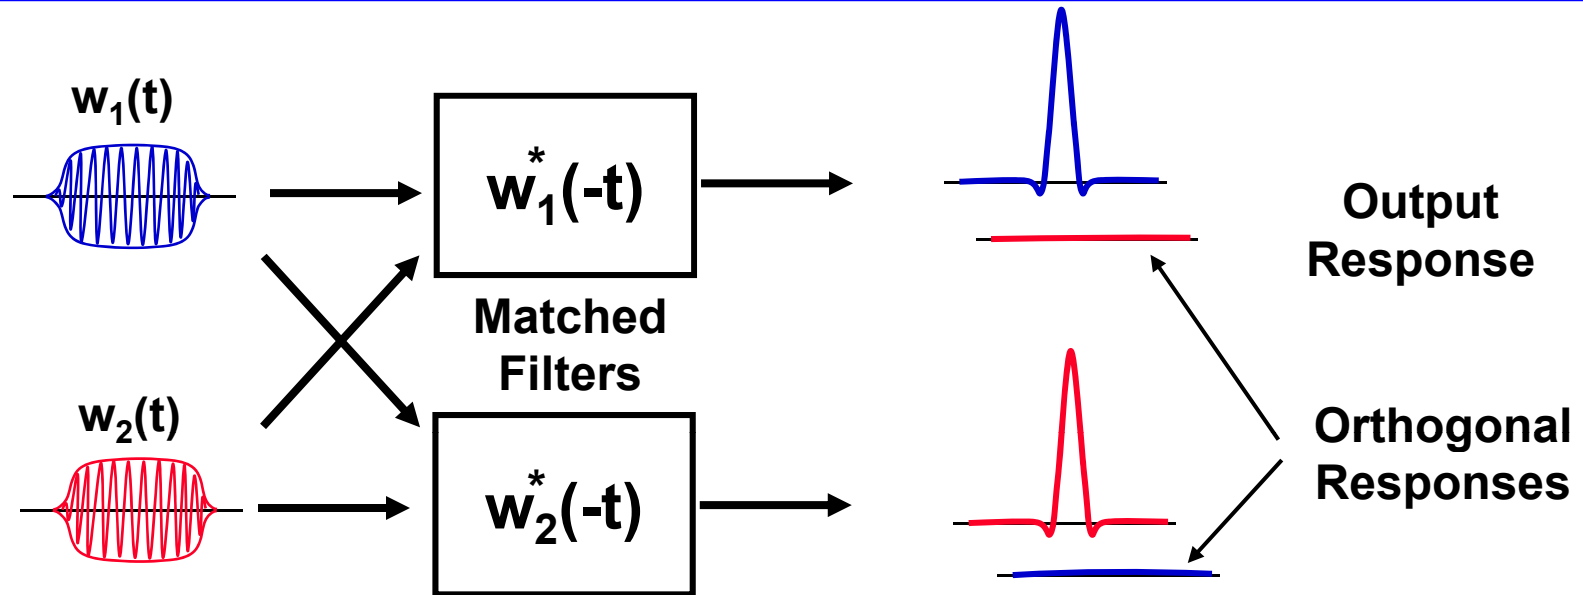 w₁(t)
w₁*(-t)
Output
Response
Matched
Filters
w₂(t)
w₂*(-t)
Orthogonal
Responses